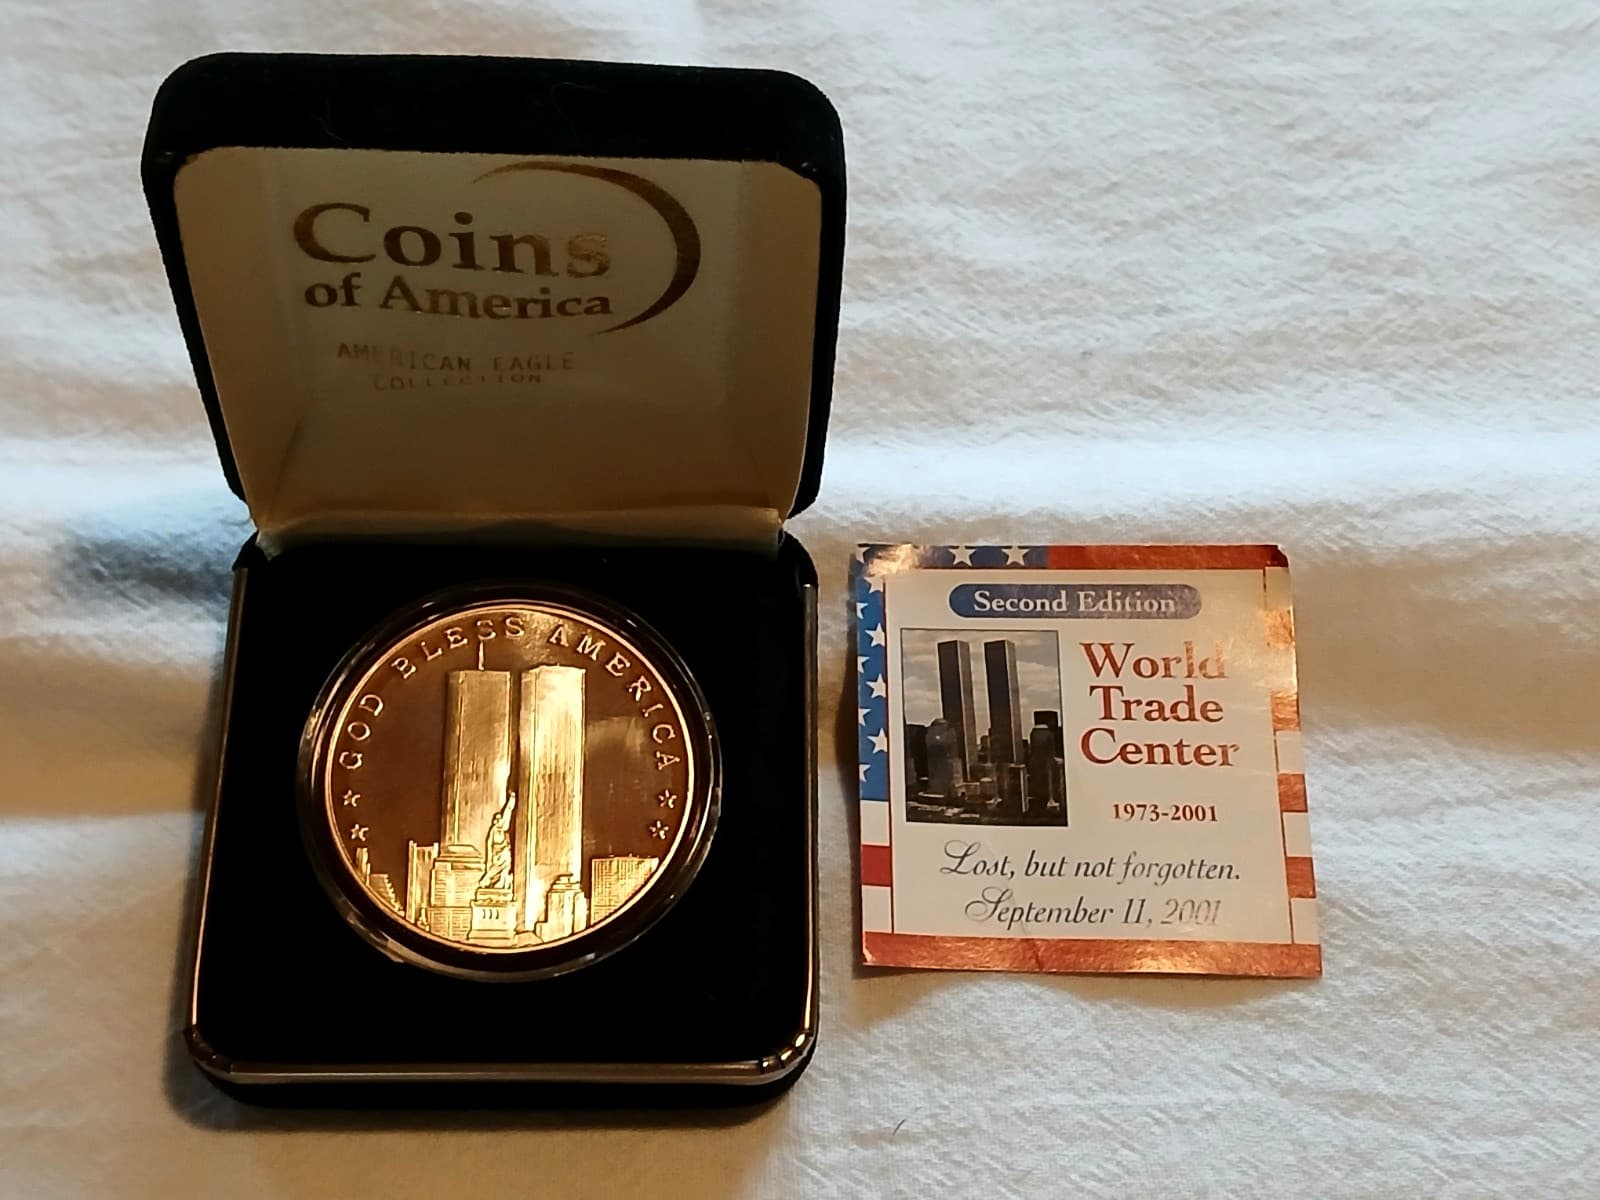 Coins
of America
AMERICAN EAGLE
COLLECTION
GOD BLESS AMERICA
Second Edition
World
Trade
Center
1973-2001
Lost, but not forgotten.
September 11, 2001